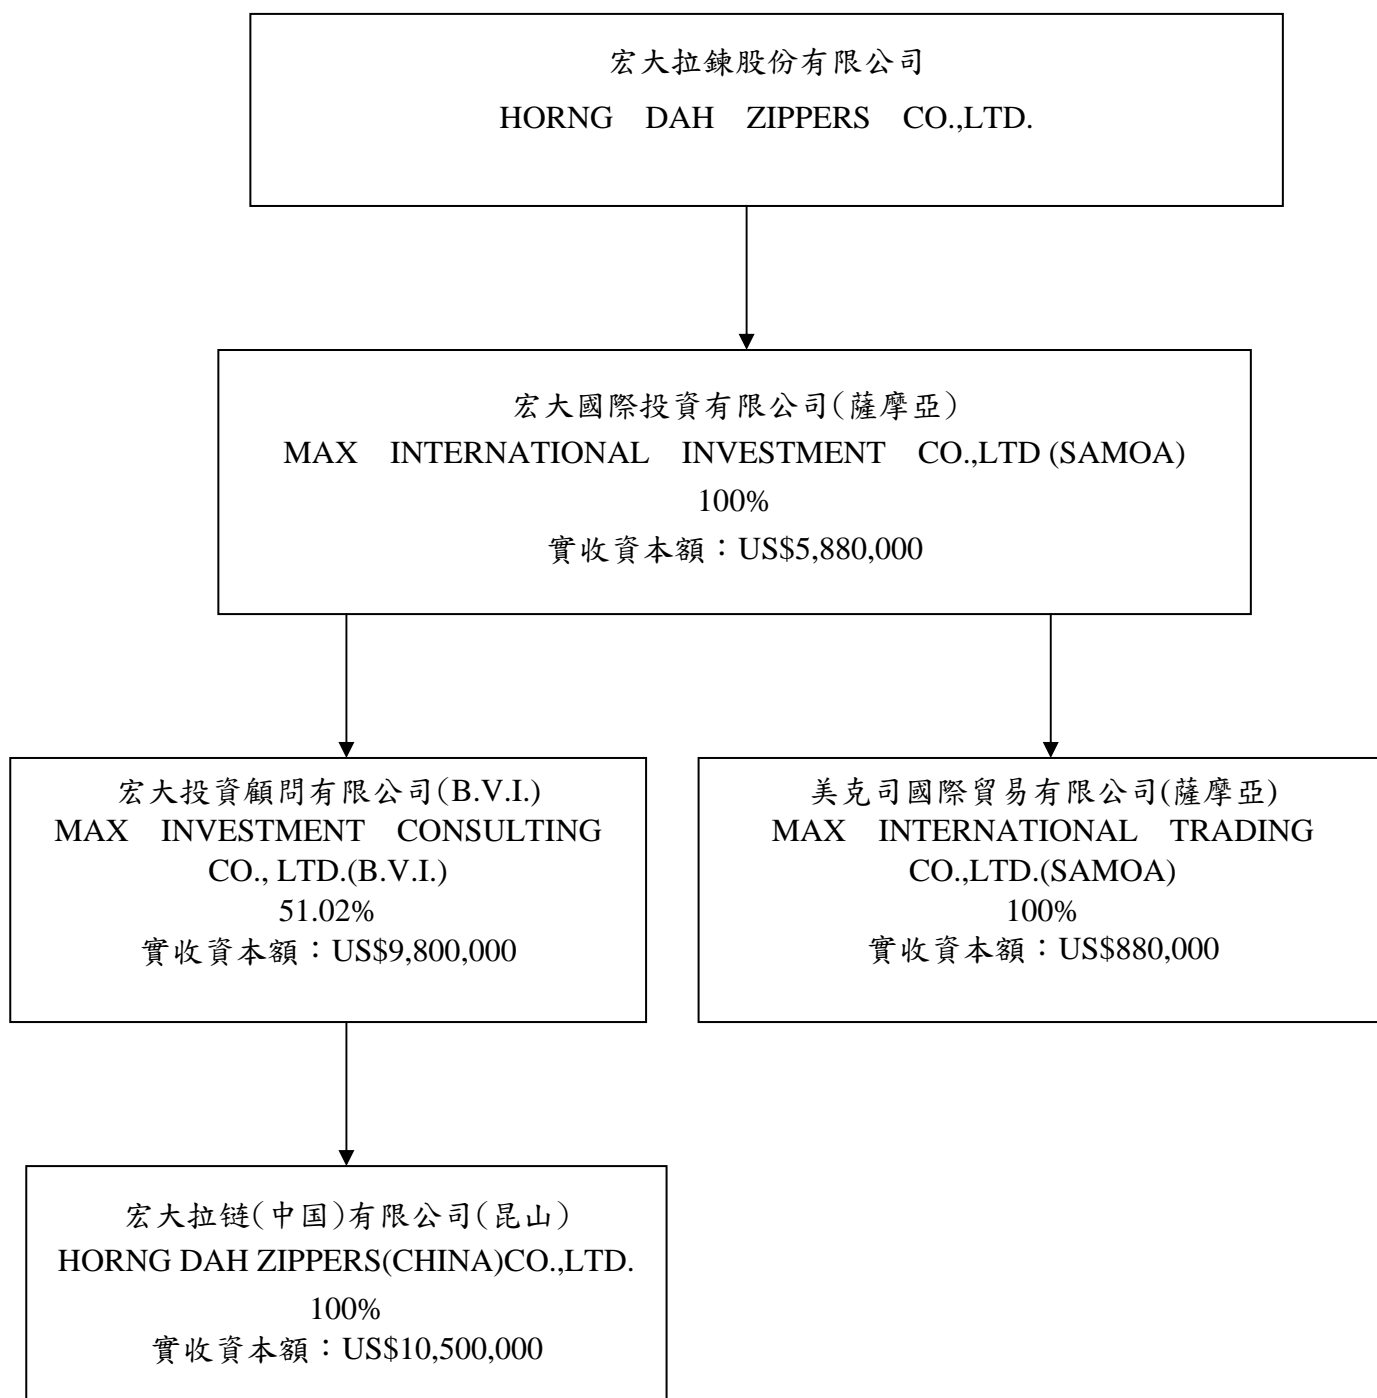 宏大拉鍊股份有限公司
HORNG DAH ZIPPERS CO.,LTD.
宏大國際投資有限公司(薩摩亞)
MAX INTERNATIONAL INVESTMENT CO.,LTD (SAMOA)
100%
實收資本額：US$5,880,000
宏大投資顧問有限公司(B.V.I.)
MAX INVESTMENT CONSULTING
CO., LTD.(B.V.I.)
51.02%
實收資本額：US$9,800,000
美克司國際貿易有限公司(薩摩亞)
MAX INTERNATIONAL TRADING
CO.,LTD.(SAMOA)
100%
實收資本額：US$880,000
宏大拉链(中国)有限公司(昆山)
HORNG DAH ZIPPERS(CHINA)CO.,LTD.
100%
實收資本額：US$10,500,000